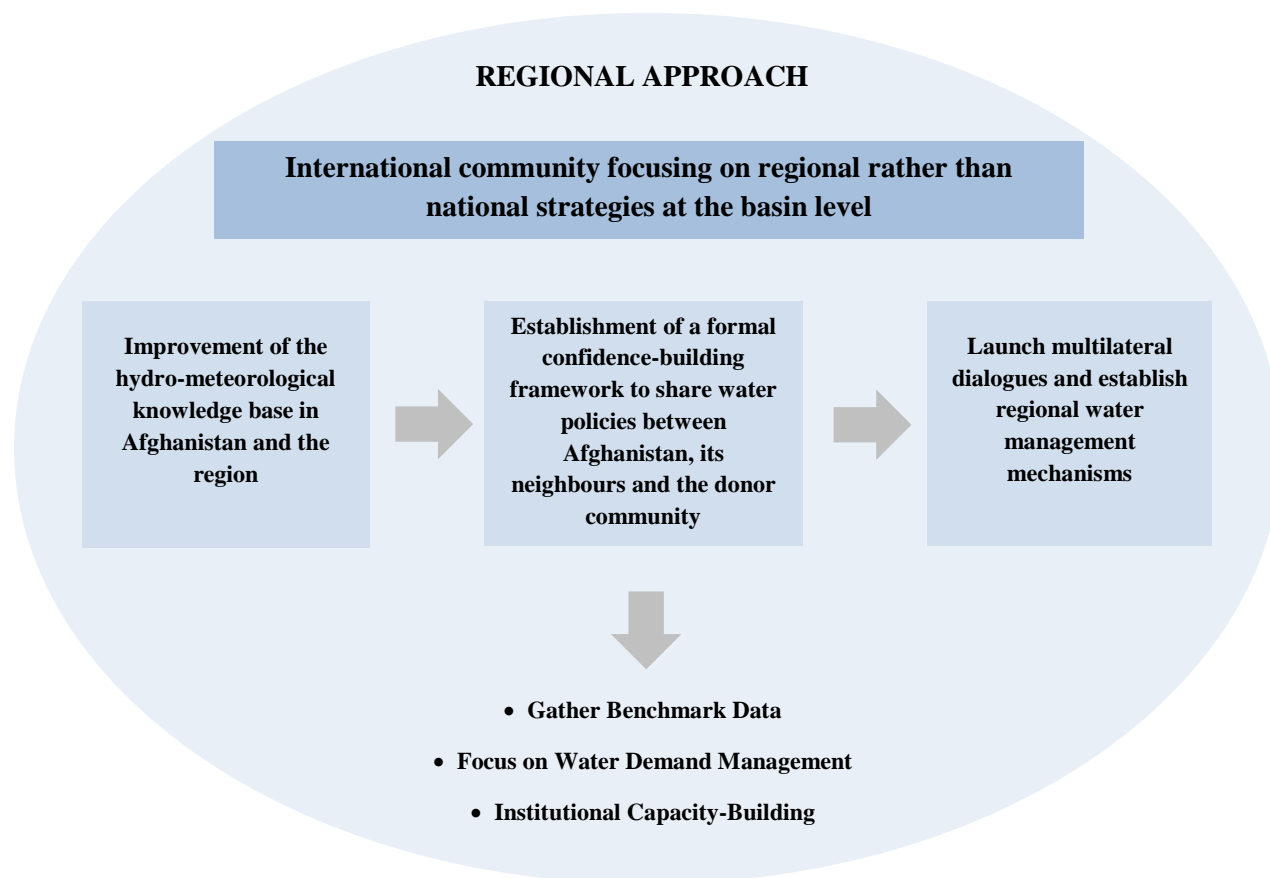 REGIONAL APPROACH
International community focusing on regional rather than
national strategies at the basin level
Improvement of the
hydro-meteorological
knowledge base in
Afghanistan and the
region
Establishment of a formal
confidence-building
framework to share water
policies between
Afghanistan, its
neighbours and the donor
community
Launch multilateral
dialogues and establish
regional water
management
mechanisms
• Gather Benchmark Data
• Focus on Water Demand Management
• Institutional Capacity-Building